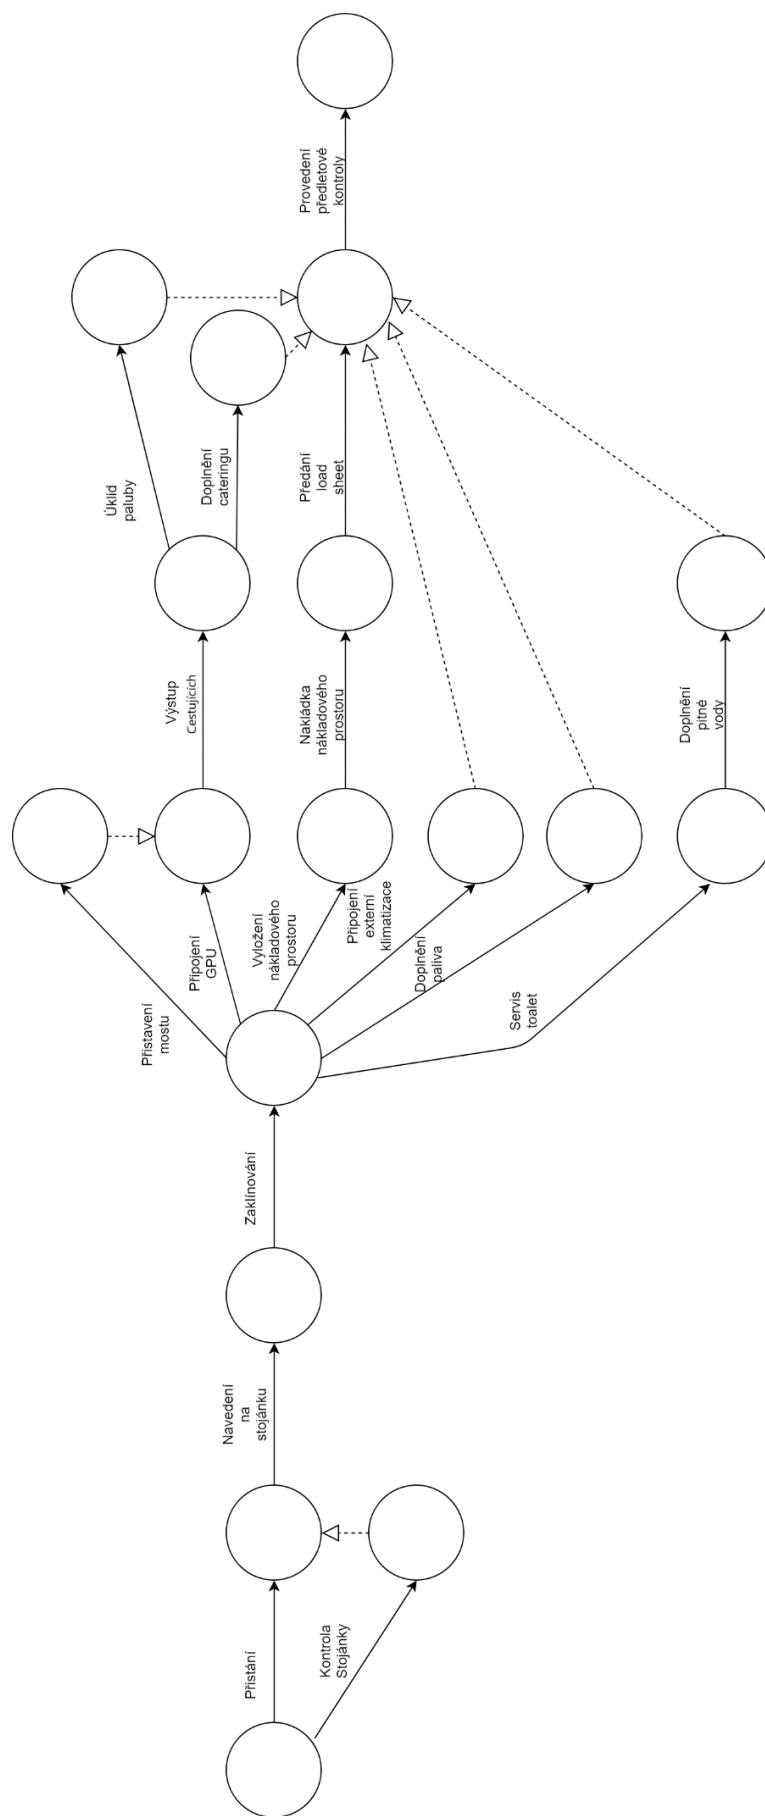 Přistání
Kontrola
Stojánky
Navedení
na
stojánku
Zaklínování
Přistavení
mostu
Připojení
GPU
Vyložení
nákladového
prostoru
Připojení
externí
klimatizace
Doplnění
paliva
Servis
toalet
Výstup
Cestujících
Nakládka
nákladového
prostoru
Doplnění
pitné
vody
Úklid
paluby
Doplnění
cateringu
Předání
load
sheet
Provedení
předletové
kontroly